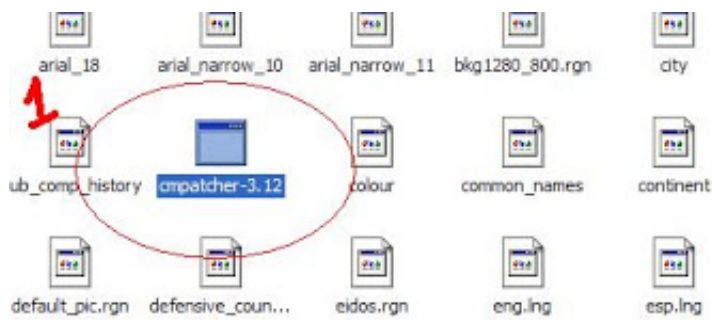 arial_18 arial_narrow_10 arial_narrow_11 bkg1280_800.rgn city
1
ub_comp_history cmpatcher-3.12 colour common_names continent
default_pic.rgn defensive_coun... eidos.rgn eng.lng esp.lng